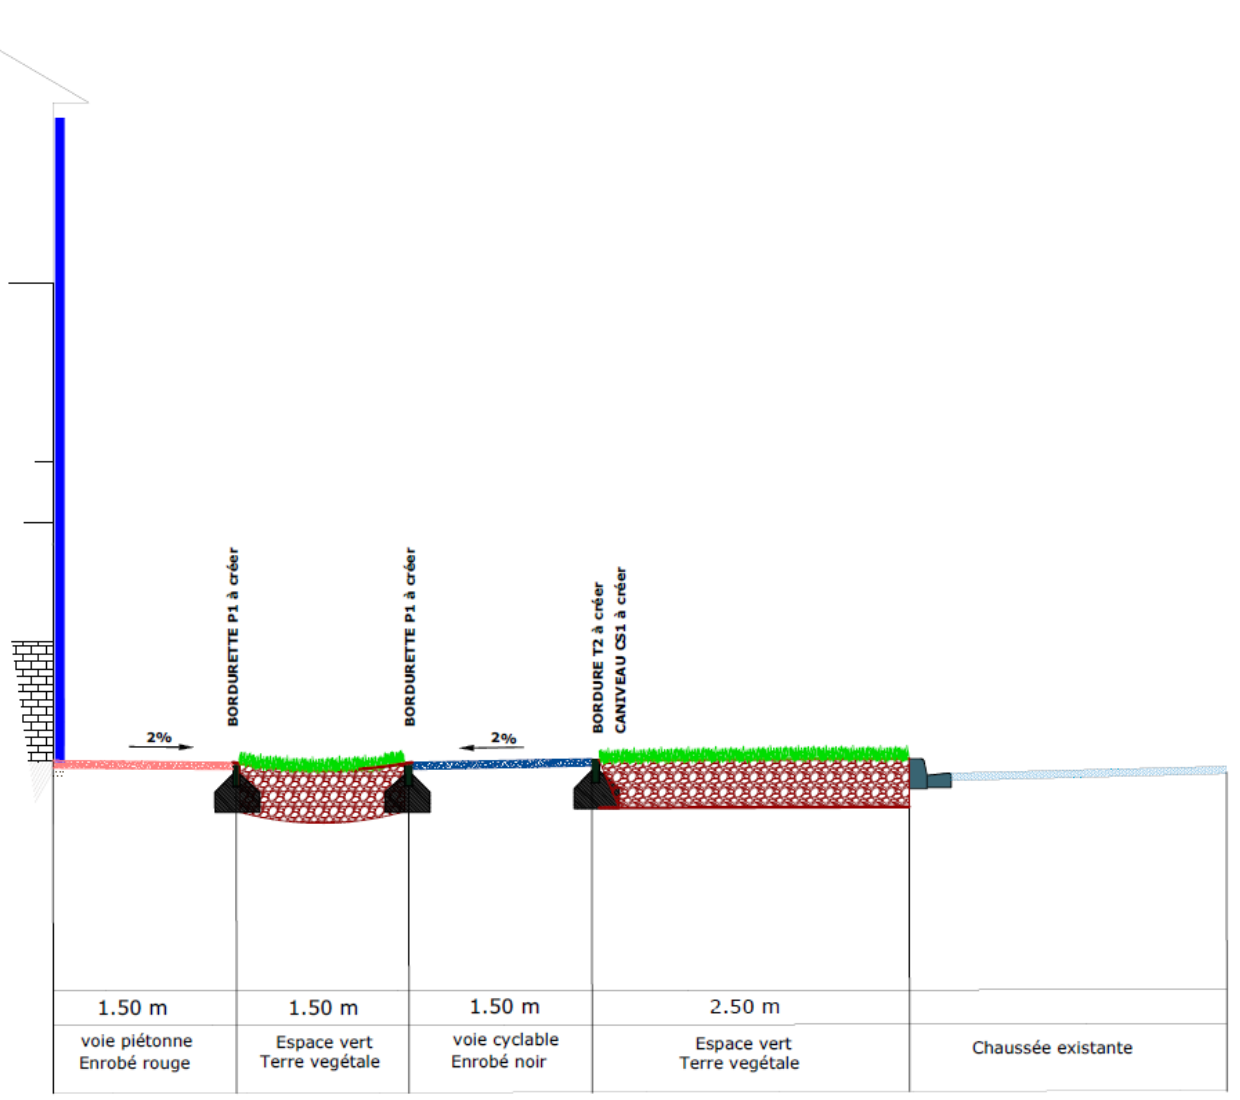 BORDURETTE P1 à créer
BORDURETTE P1 à créer
BORDURE T2 à créer
CANIVEAU CS1 à créer
2%
2%
1.50 m
1.50 m
1.50 m
2.50 m
voie piétonne
Enrobé rouge
Espace vert
Terre vegétale
voie cyclable
Enrobé noir
Espace vert
Terre vegétale
Chaussée existante